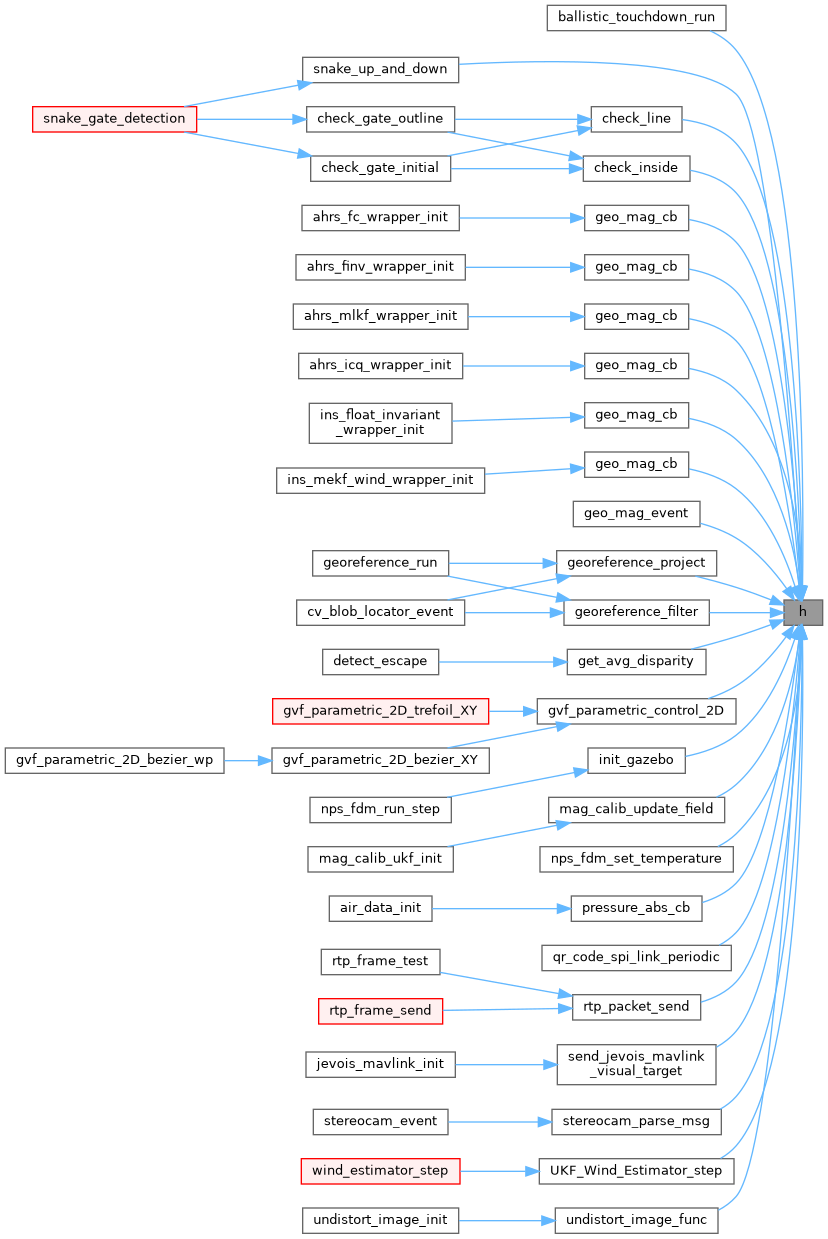 ballistic_touchdown_run
snake_up_and_down
snake_gate_detection
check_gate_outline
check_line
check_gate_initial
check_inside
ahrs_fc_wrapper_init
geo_mag_cb
ahrs_finv_wrapper_init
geo_mag_cb
ahrs_mlkf_wrapper_init
geo_mag_cb
ahrs_icq_wrapper_init
geo_mag_cb
ins_float_invariant
_wrapper_init
geo_mag_cb
ins_mekf_wind_wrapper_init
geo_mag_cb
geo_mag_event
georeference_run
georeference_project
cv_blob_locator_event
georeference_filter
h
detect_escape
get_avg_disparity
gvf_parametric_2D_trefoil_XY
gvf_parametric_control_2D
gvf_parametric_2D_bezier_wp
gvf_parametric_2D_bezier_XY
init_gazebo
nps_fdm_run_step
mag_calib_update_field
mag_calib_ukf_init
nps_fdm_set_temperature
air_data_init
pressure_abs_cb
qr_code_spi_link_periodic
rtp_frame_test
rtp_frame_send
rtp_packet_send
jevois_mavlink_init
send_jevois_mavlink
_visual_target
stereocam_event
stereocam_parse_msg
wind_estimator_step
UKF_Wind_Estimator_step
undistort_image_init
undistort_image_func